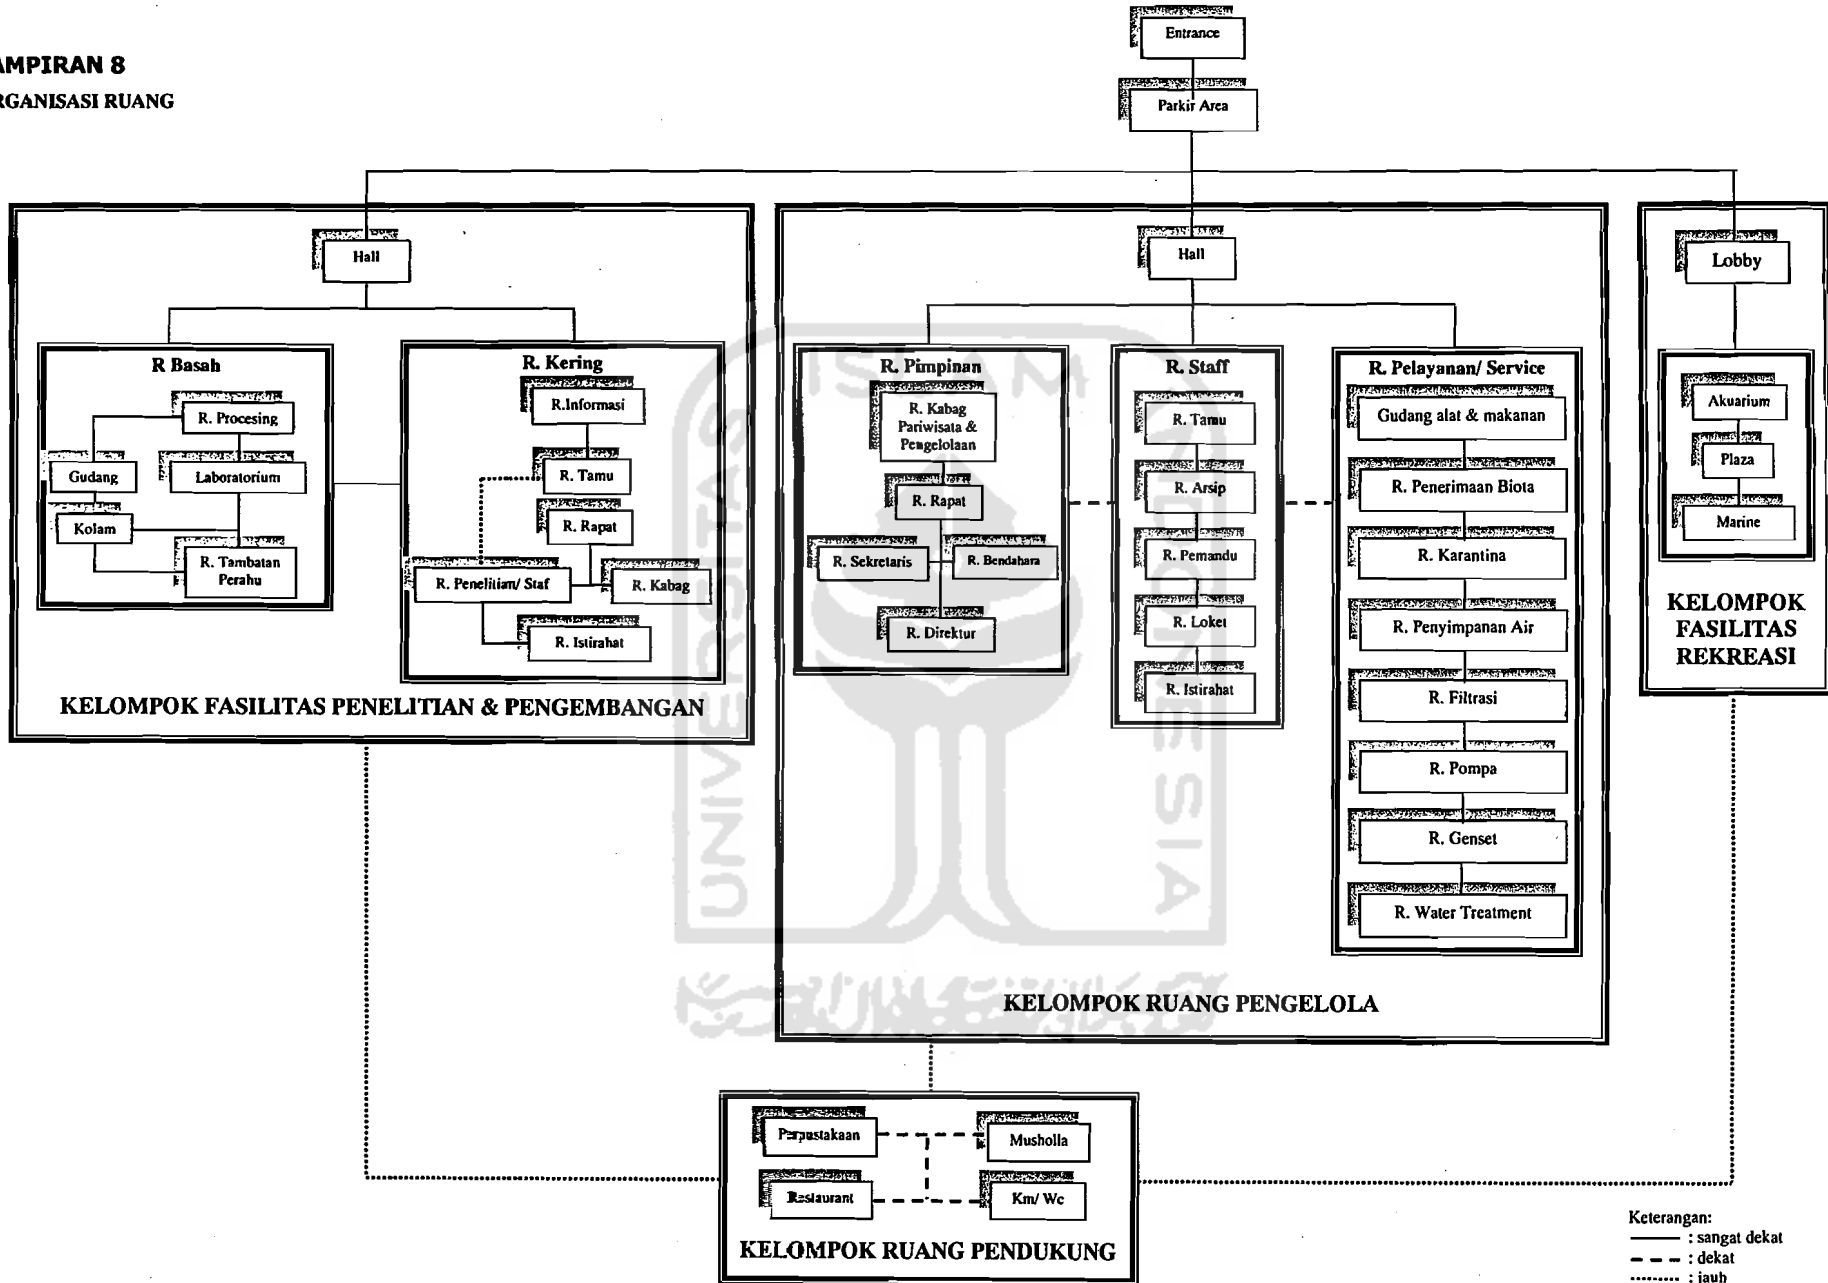 AMPIRAN 8
RGANISASI RUANG
Entrance
Parkir Area
Hall
R Basah
R. Procesing
Gudang
Laboratorium
Kolam
R. Tambatan
Perahu
R. Kering
R.Informasi
R. Tamu
R. Rapat
R. Penelitian/ Staf
R. Kabag
R. Istirahat
KELOMPOK FASILITAS PENELITIAN & PENGEMBANGAN
Hall
R. Pimpinan
R. Kabag
Pariwisata &
Pengelolaan
R. Rapat
R. Sekretaris
R. Bendahara
R. Direktur
R. Staff
R. Tamu
R. Arsip
R. Pemandu
R. Loket
R. Istirahat
R. Pelayanan/ Service
Gudang alat & makanan
R. Penerimaan Biota
R. Karantina
R. Penyimpanan Air
R. Filtrasi
R. Pompa
R. Genset
R. Water Treatment
KELOMPOK RUANG PENGELOLA
Lobby
Akuarium
Plaza
Marine
KELOMPOK
FASILITAS
REKREASI
Perpustakaan
Musholla
Restaurant
Km/ Wc
KELOMPOK RUANG PENDUKUNG
Keterangan:
: sangat dekat
: dekat
: jauh
UNIVERSITAS
ISLAM
INDONESIA